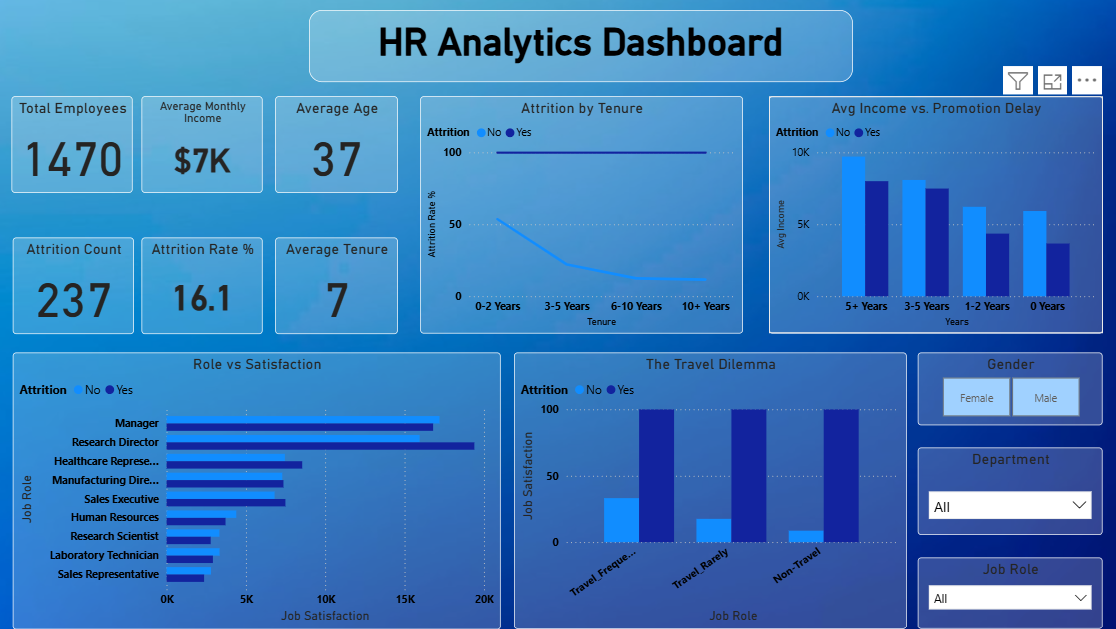 HR Analytics Dashboard
Total Employees
1470
Average Monthly
Income
$7K
Average Age
37
Attrition Count
237
Attrition Rate %
16.1
Average Tenure
7
Attrition by Tenure
Attrition No Yes
100
50
0
Attrition Rate %
0-2 Years 3-5 Years 6-10 Years 10+ Years
Tenure
Avg Income vs. Promotion Delay
Attrition No Yes
10K
5K
0K
Avg Income
5+ Years 3-5 Years 1-2 Years 0 Years
Years
Role vs Satisfaction
Attrition No Yes
Job Role
Manager
Research Director
Healthcare Represe...
Manufacturing Dire...
Sales Executive
Human Resources
Research Scientist
Laboratory Technician
Sales Representative
0K 5K 10K 15K 20K
Job Satisfaction
The Travel Dilemma
Attrition No Yes
100
50
0
Job Satisfaction
Travel_Freque... Travel_Rarely Non-Travel
Job Role
Gender
Female Male
Department
All
Job Role
All